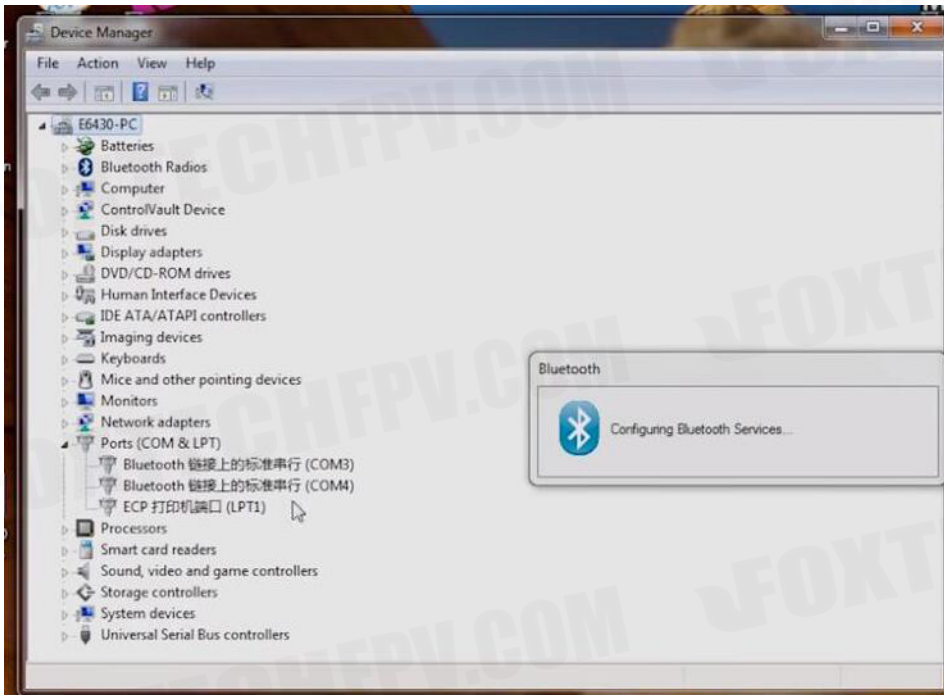 Device Manager
File Action View Help
E6430-PC
Batteries
Bluetooth Radios
Computer
ControlVault Device
Disk drives
Display adapters
DVD/CD-ROM drives
Human Interface Devices
IDE ATA/ATAPI controllers
Imaging devices
Keyboards
Mice and other pointing devices
Monitors
Network adapters
Ports (COM & LPT)
Bluetooth 链接上的标准串行 (COM3)
Bluetooth 链接上的标准串行 (COM4)
ECP 打印机端口 (LPT1)
Processors
Smart card readers
Sound, video and game controllers
Storage controllers
System devices
Universal Serial Bus controllers
Bluetooth
Configuring Bluetooth Services...